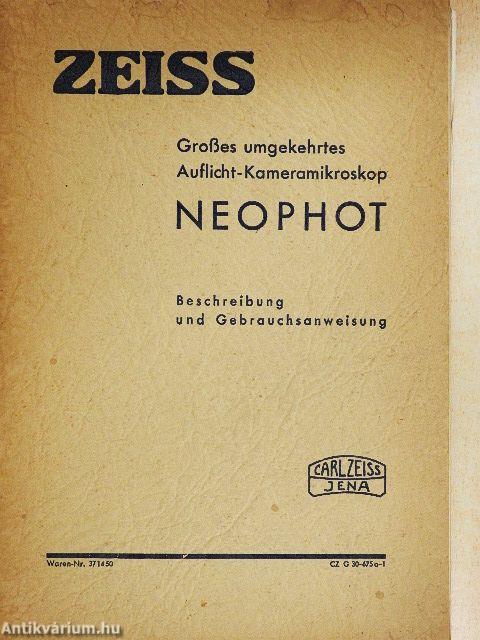 ZEISS
Großes umgekehrtes
Auflicht-Kameramikroskop
NEOPHOT
Beschreibung
und Gebrauchsanweisung
CARL ZEISS
JENA
Waren-Nr. 371450 CZ G 30-675a-1
Antikvárium.hu